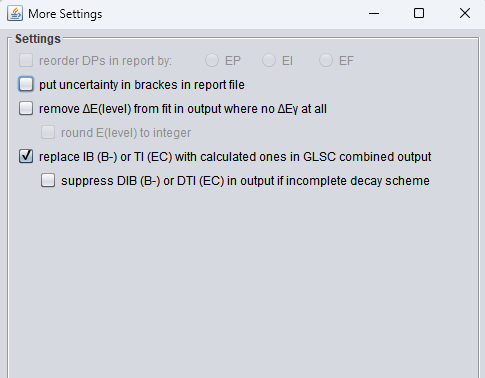 More Settings
Settings
reorder DPs in report by: EP EI EF
put uncertainty in brackes in report file
remove ΔE(level) from fit in output where no ΔEγ at all
round E(level) to integer
replace IB (B-) or TI (EC) with calculated ones in GLSC combined output
suppress DIB (B-) or DTI (EC) in output if incomplete decay scheme